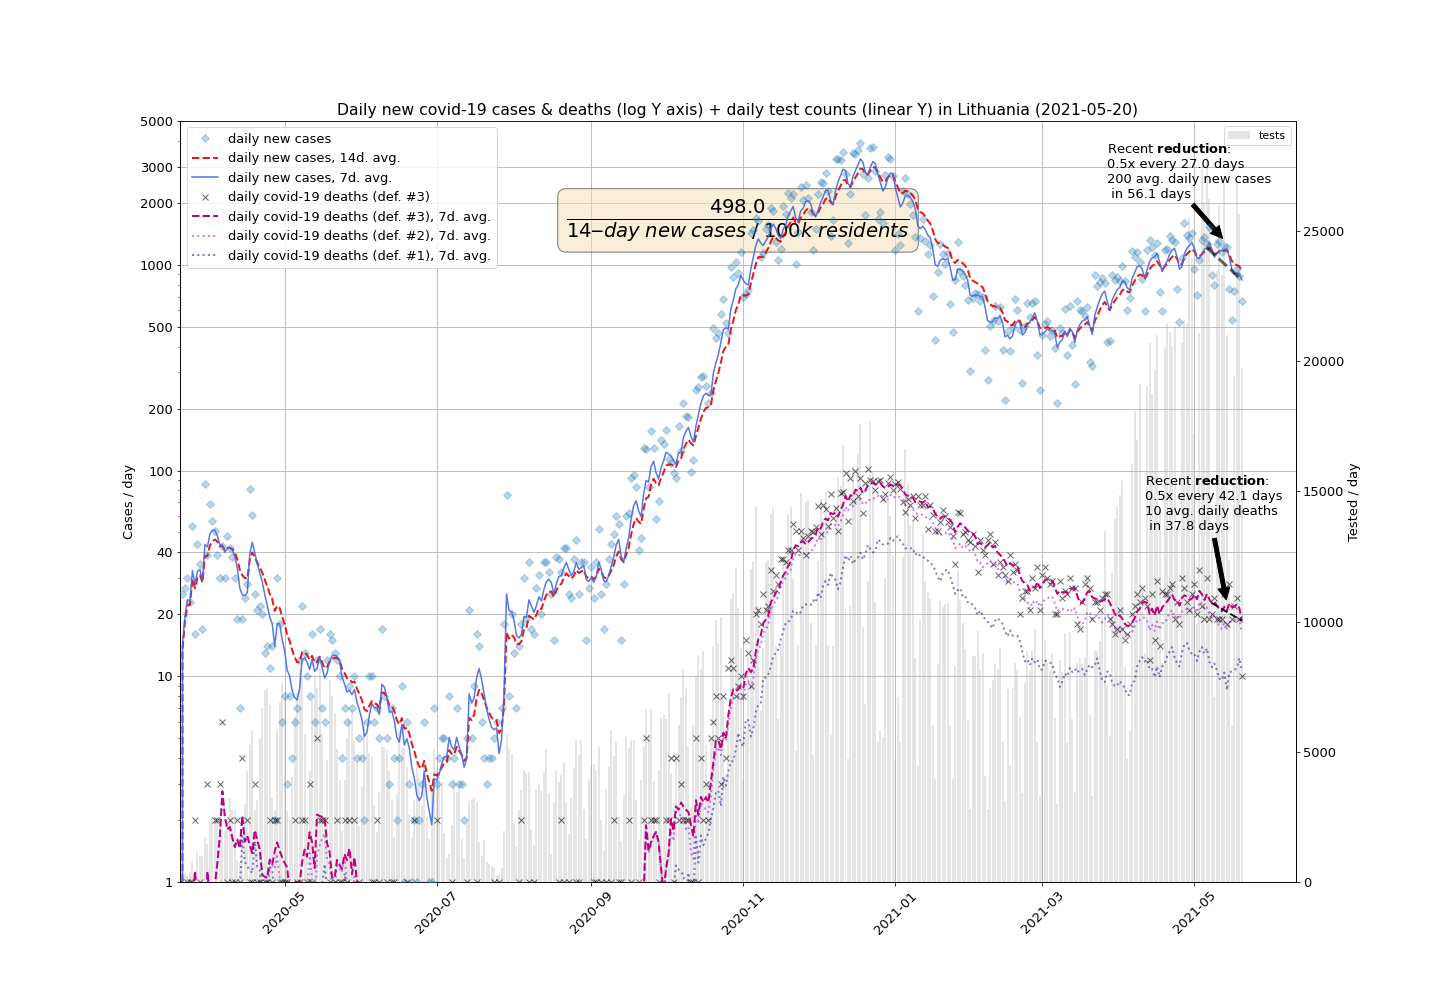 Daily new covid-19 cases & deaths (log Y axis) + daily test counts (linear Y) in Lithuania (2021-05-20)
daily new cases
daily new cases, 14d. avg.
daily new cases, 7d. avg.
daily covid-19 deaths (def. #3)
daily covid-19 deaths (def. #3), 7d. avg.
daily covid-19 deaths (def. #2), 7d. avg.
daily covid-19 deaths (def. #1), 7d. avg.
498.0
14−day new cases / 100k residents
tests
Recent reduction:
0.5x every 27.0 days
200 avg. daily new cases
in 56.1 days
Recent reduction:
0.5x every 42.1 days
10 avg. daily deaths
in 37.8 days
Cases / day
5000
3000
2000
1000
500
200
100
40
20
10
1
Tested / day
25000
20000
15000
10000
5000
0
2020-05
2020-07
2020-09
2020-11
2021-01
2021-03
2021-05